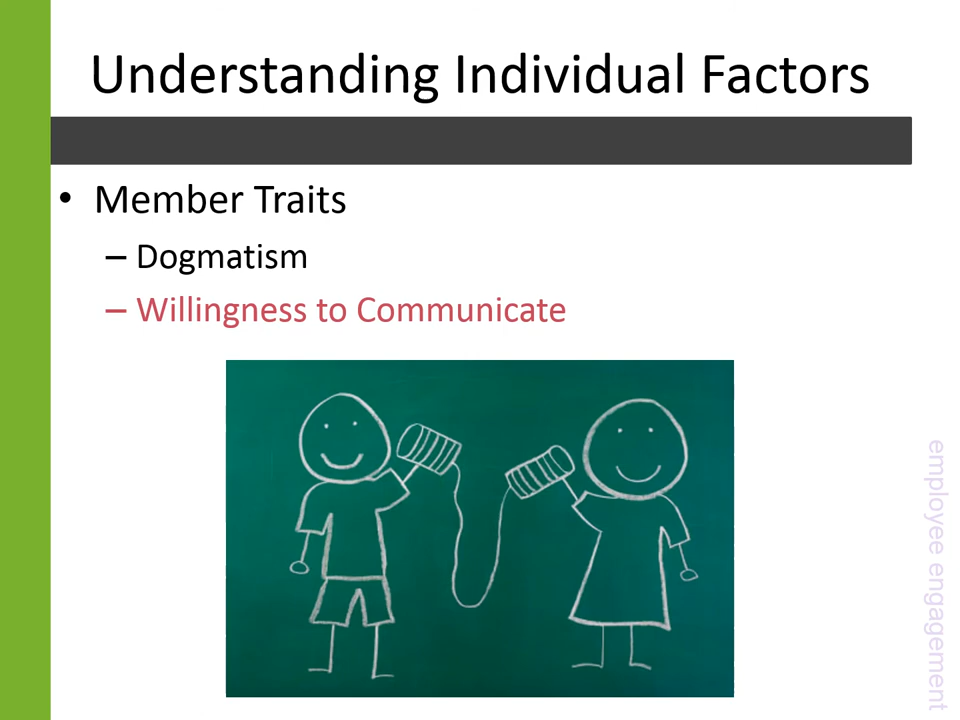 Understanding Individual Factors
• Member Traits
– Dogmatism
– Willingness to Communicate
employee engagement